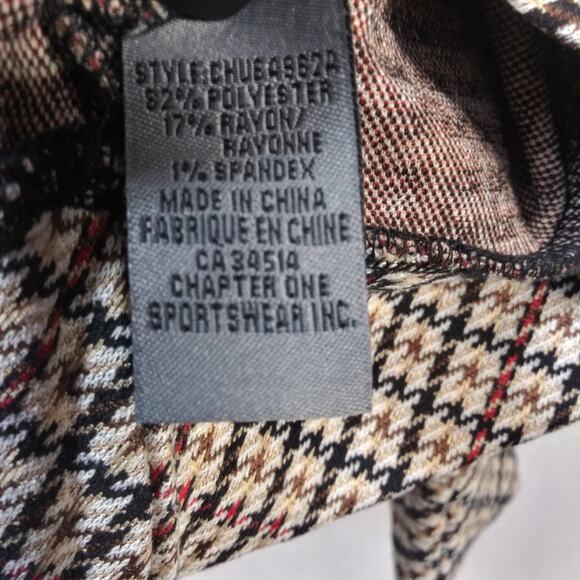 STYLE:CHU64962A
82% POLYESTER
17% RAYON/
RAYONNE
1% SPANDEX
MADE IN CHINA
FABRIQUE EN CHINE
CA 34514
CHAPTER ONE
SPORTSWEAR INC.